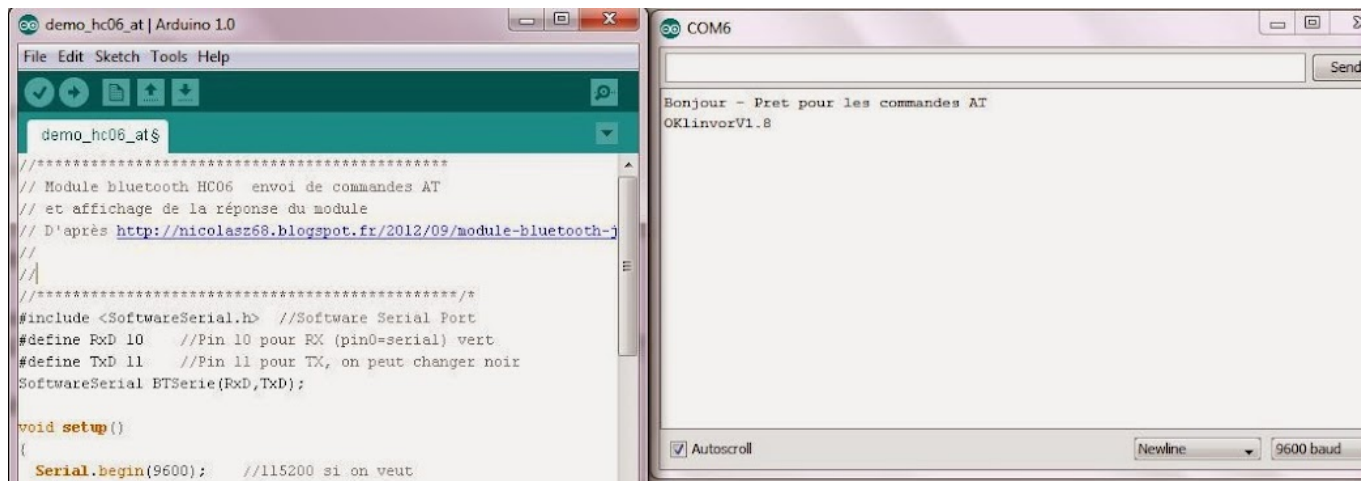 demo_hc06_at | Arduino 1.0
File Edit Sketch Tools Help
demo_hc06_at§
//**********************************************
// Module bluetooth HC06 envoi de commandes AT
// et affichage de la réponse du module
// D'après http://nicolasz68.blogspot.fr/2012/09/module-bluetooth-j
//
//
//***********************************************/*
#include <SoftwareSerial.h> //Software Serial Port
#define RxD 10 //Pin 10 pour RX (pin0=serial) vert
#define TxD 11 //Pin 11 pour TX, on peut changer noir
SoftwareSerial BTSerie(RxD,TxD);
void setup()
{
Serial.begin(9600); //115200 si on veut
COM6
Send
Bonjour - Pret pour les commandes AT
OKlinvorV1.8
Autoscroll
Newline
9600 baud